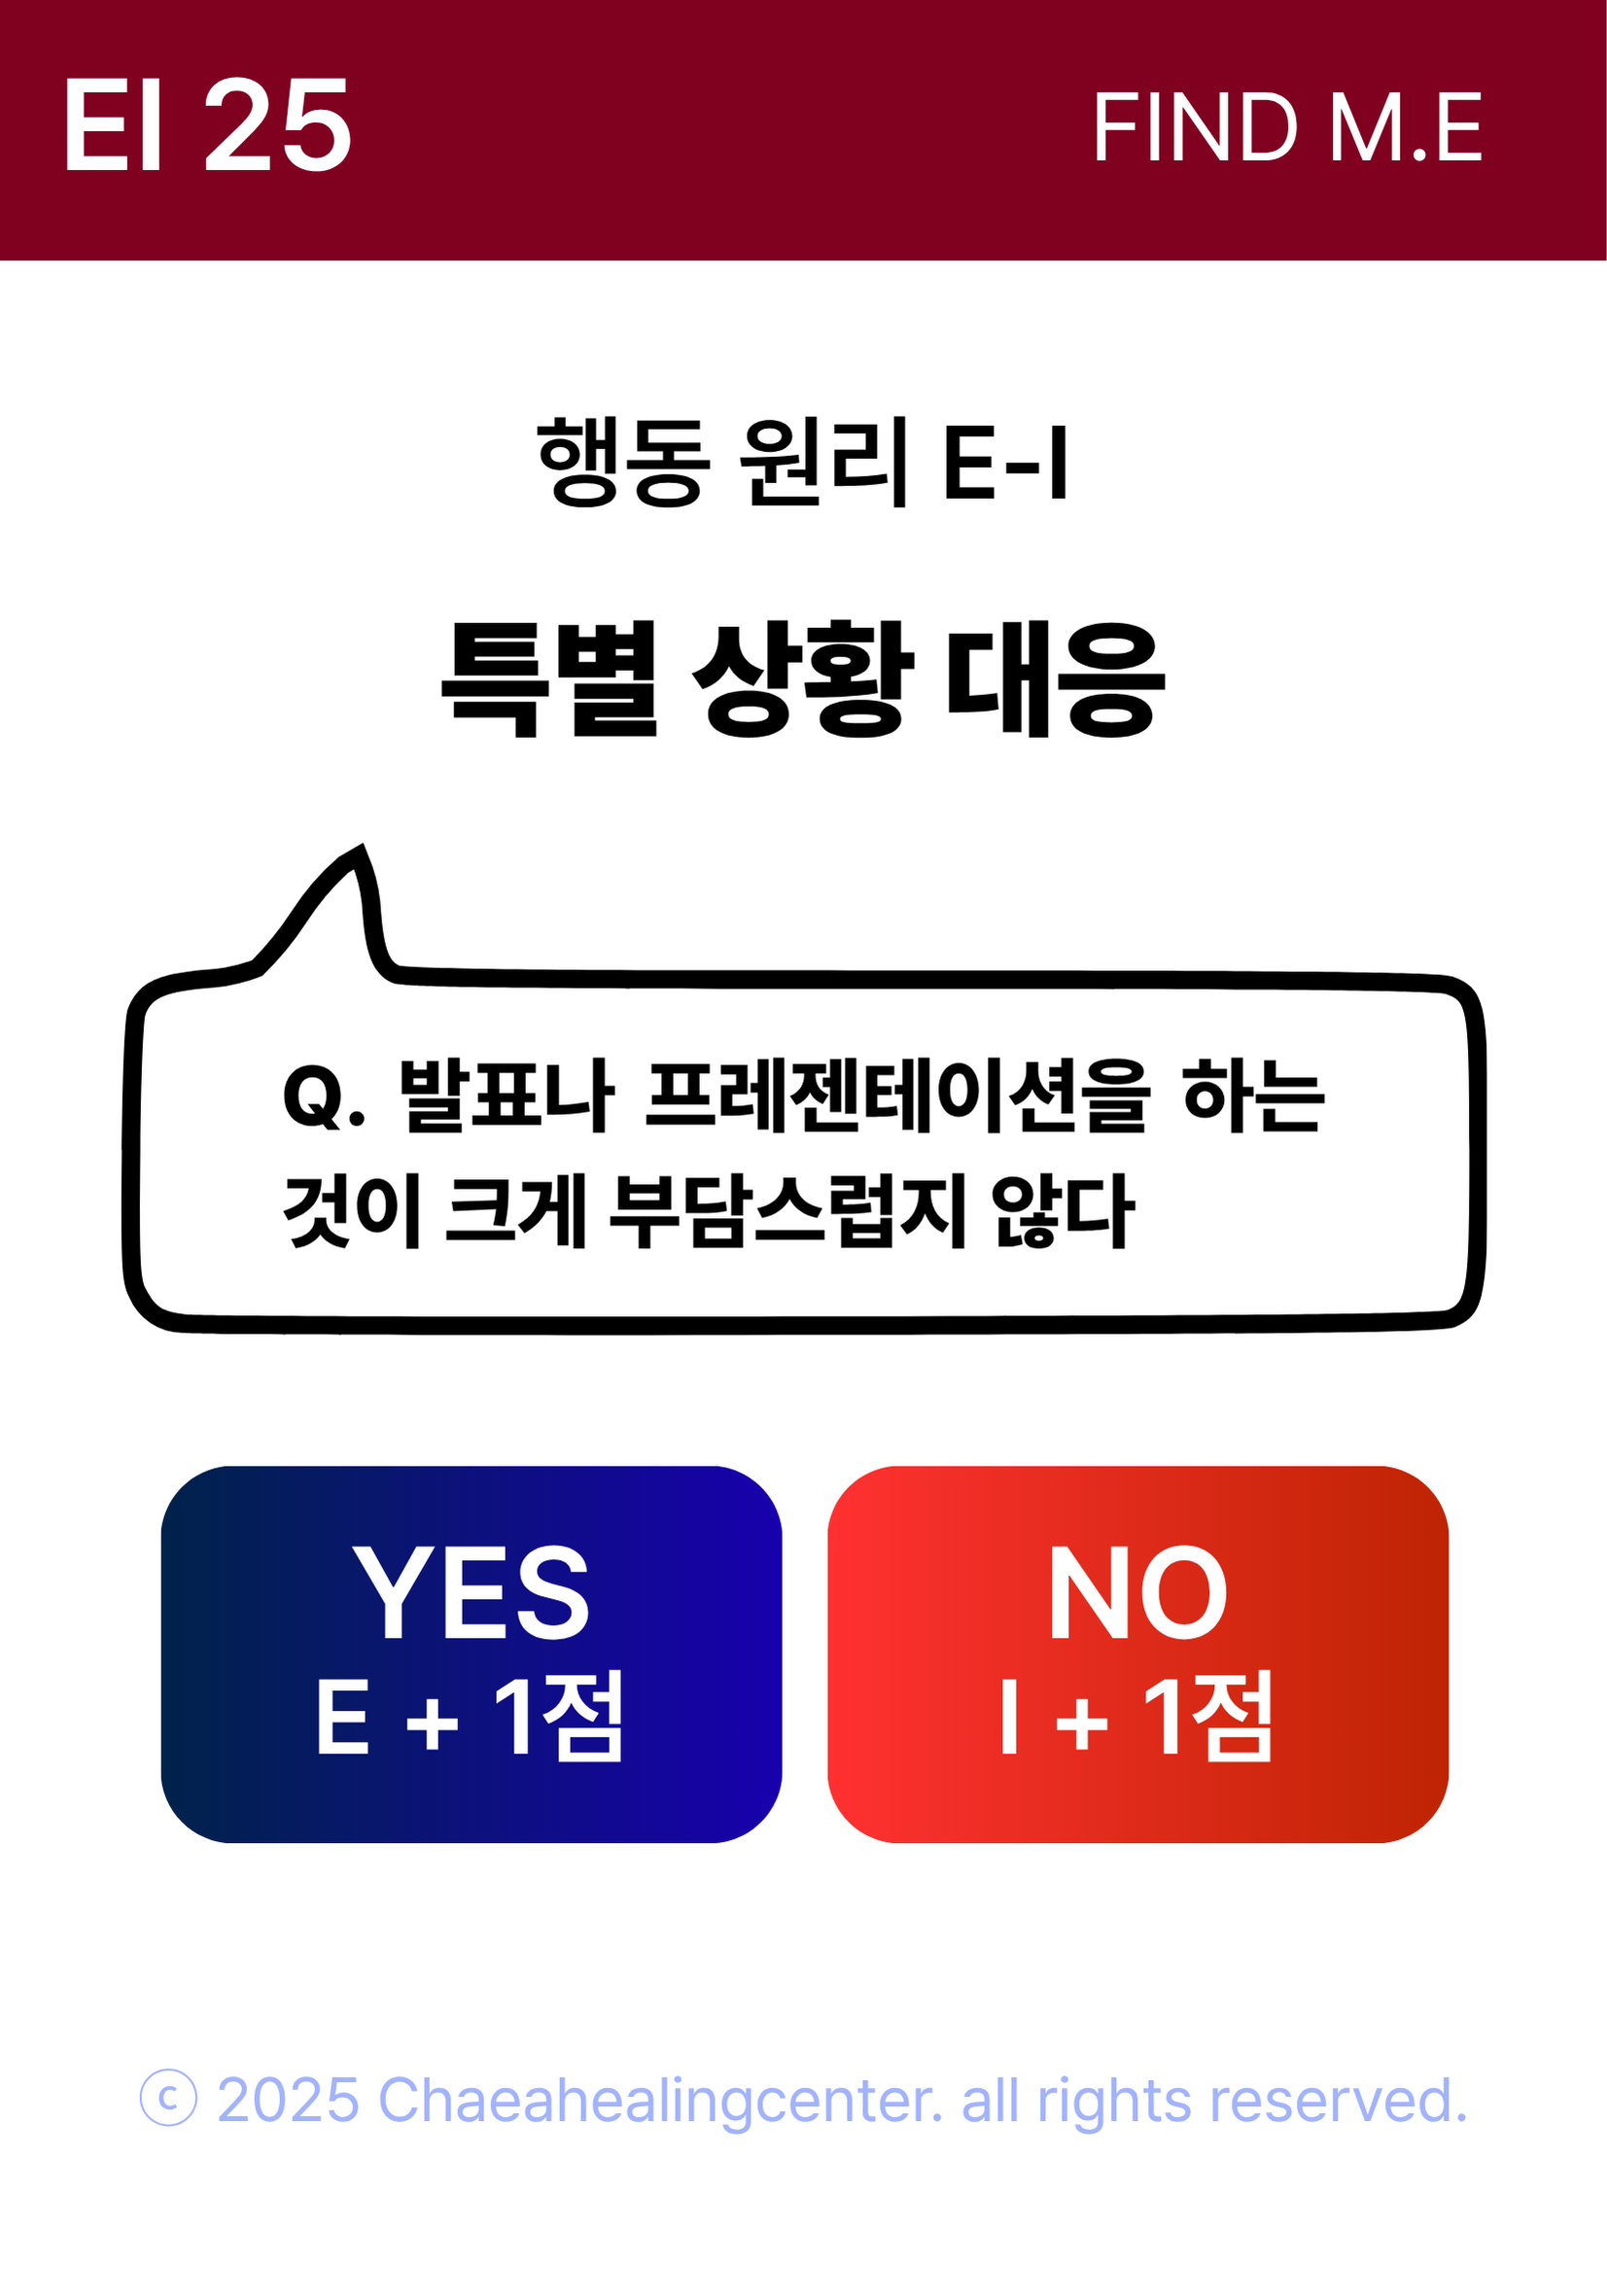 EI 25
FIND M.E
행동 원리 E-I
특별 상황 대응
Q. 발표나 프레젠테이션을 하는
것이 크게 부담스럽지 않다
YES
E + 1점
NO
I + 1점
© 2025 Chaeahealingcenter. all rights reserved.